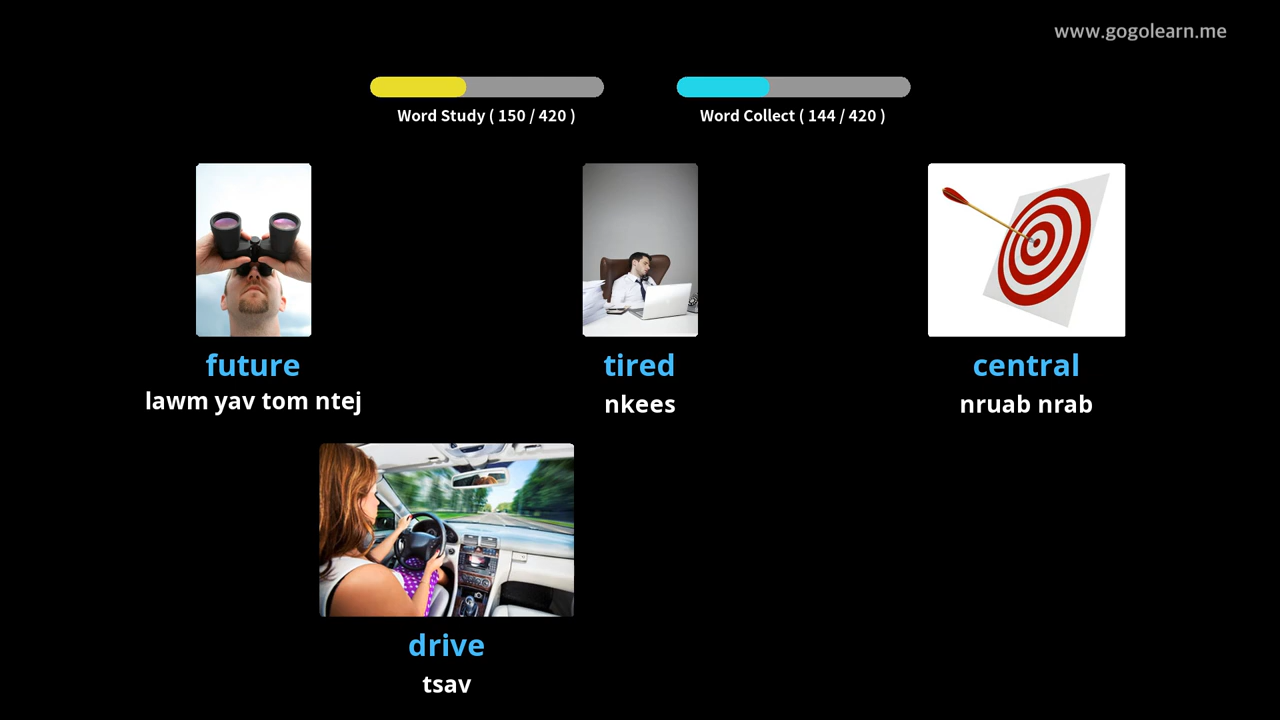 www.gogolearn.me
Word Study ( 150 / 420 )
Word Collect ( 144 / 420 )
future
lawm yav tom ntej
tired
nkees
central
nruab nrab
drive
tsav